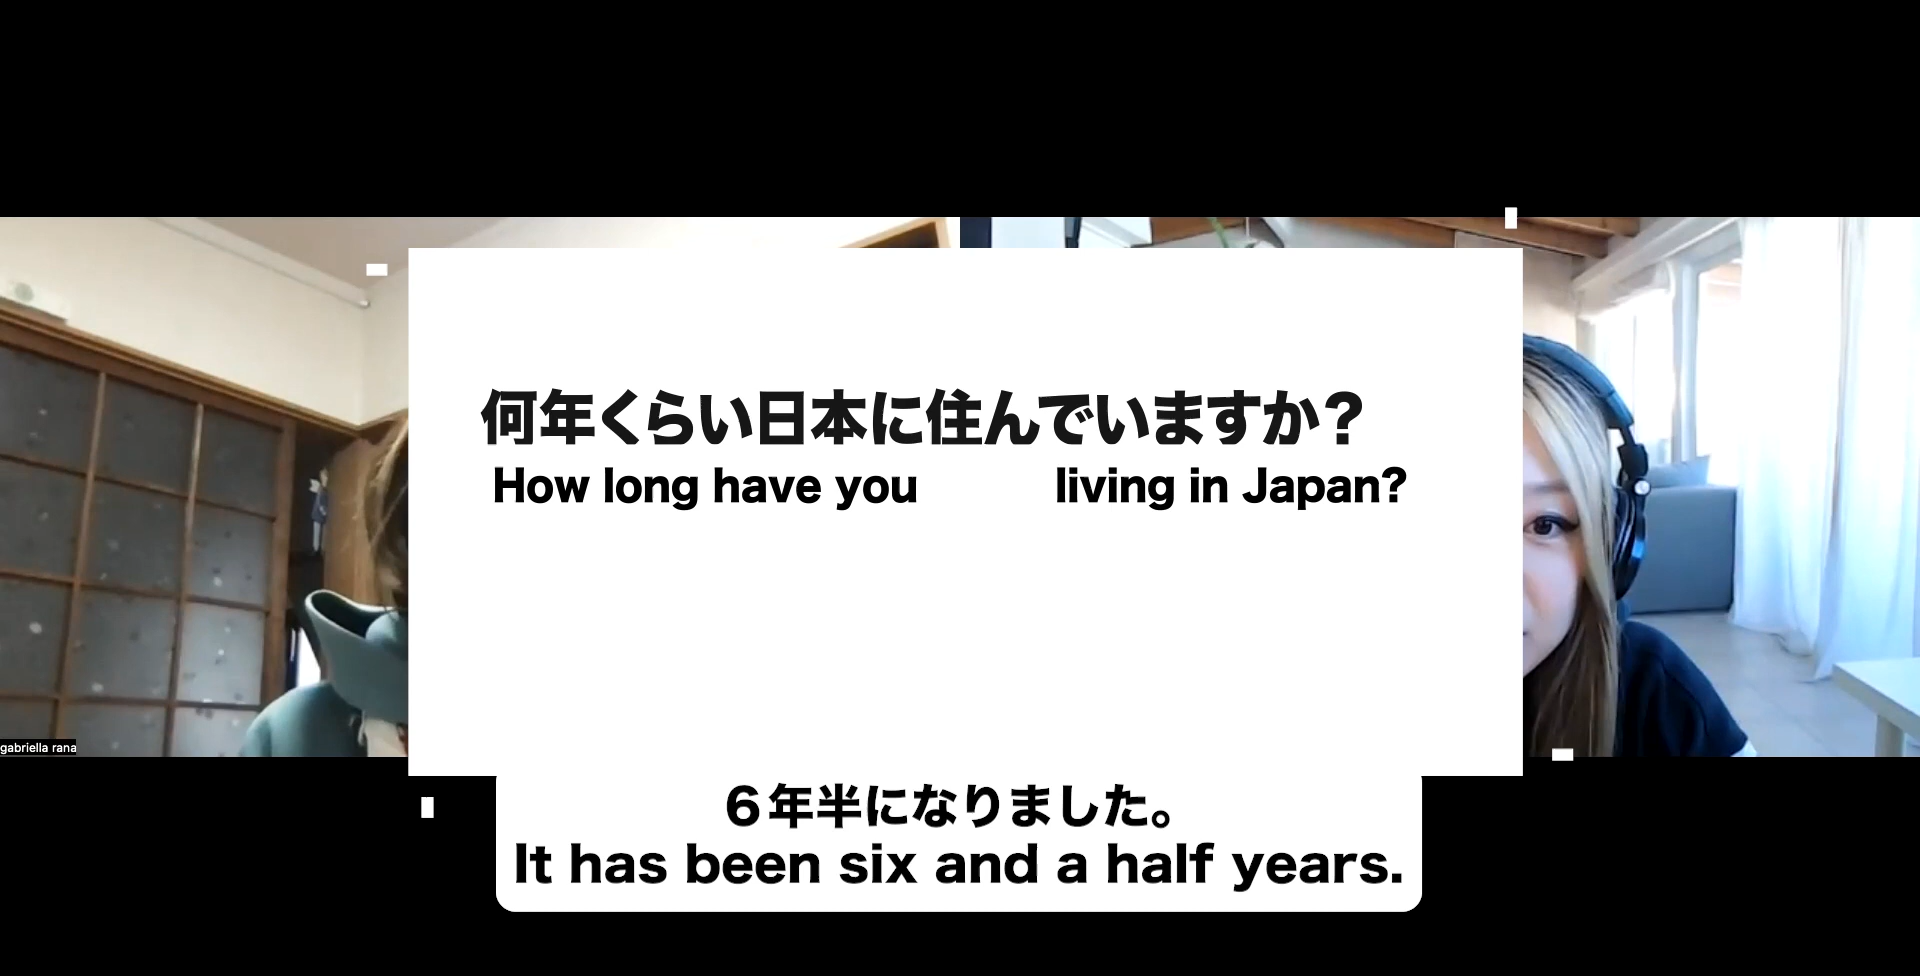 何年くらい日本に住んでいますか?
How long have you living in Japan?
gabriella rana
6年半になりました。
It has been six and a half years.